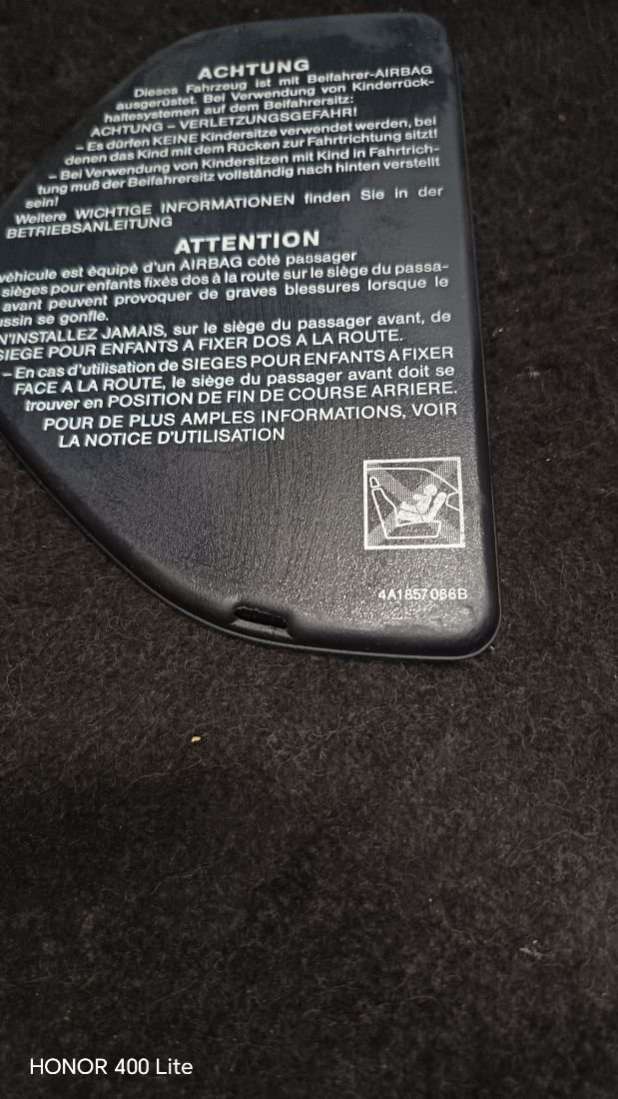 ACHTUNG
Dieses Fahrzeug ist mit Beifahrer-AIRBAG
ausgerüstet. Bei Verwendung von Kinderrück-
haltesystemen auf dem Beifahrersitz:
ACHTUNG – VERLETZUNGSGEFAHR!
– Es dürfen KEINE Kindersitze verwendet werden, bei
denen das Kind mit dem Rücken zur Fahrtrichtung sitzt!
– Bei Verwendung von Kindersitzen mit Kind in Fahrtrich-
tung muß der Beifahrersitz vollständig nach hinten verstellt
sein!
Weitere WICHTIGE INFORMATIONEN finden Sie in der
BETRIEBSANLEITUNG
ATTENTION
véhicule est équipè d'un AIRBAG côté passager
sièges pour enfants fixés dos à la route sur le siège du passa-
avant peuvent provoquer de graves blessures lorsque le
ussin se gonfle.
N'INSTALLEZ JAMAIS, sur le siège du passager avant, de
SIEGE POUR ENFANTS A FIXER DOS A LA ROUTE.
– En cas d'utilisation de SIEGES POUR ENFANTS A FIXER
FACE A LA ROUTE, le siège du passager avant doit se
trouver en POSITION DE FIN DE COURSE ARRIERE.
POUR DE PLUS AMPLES INFORMATIONS, VOIR
LA NOTICE D'UTILISATION
4A1857086B
HONOR 400 Lite